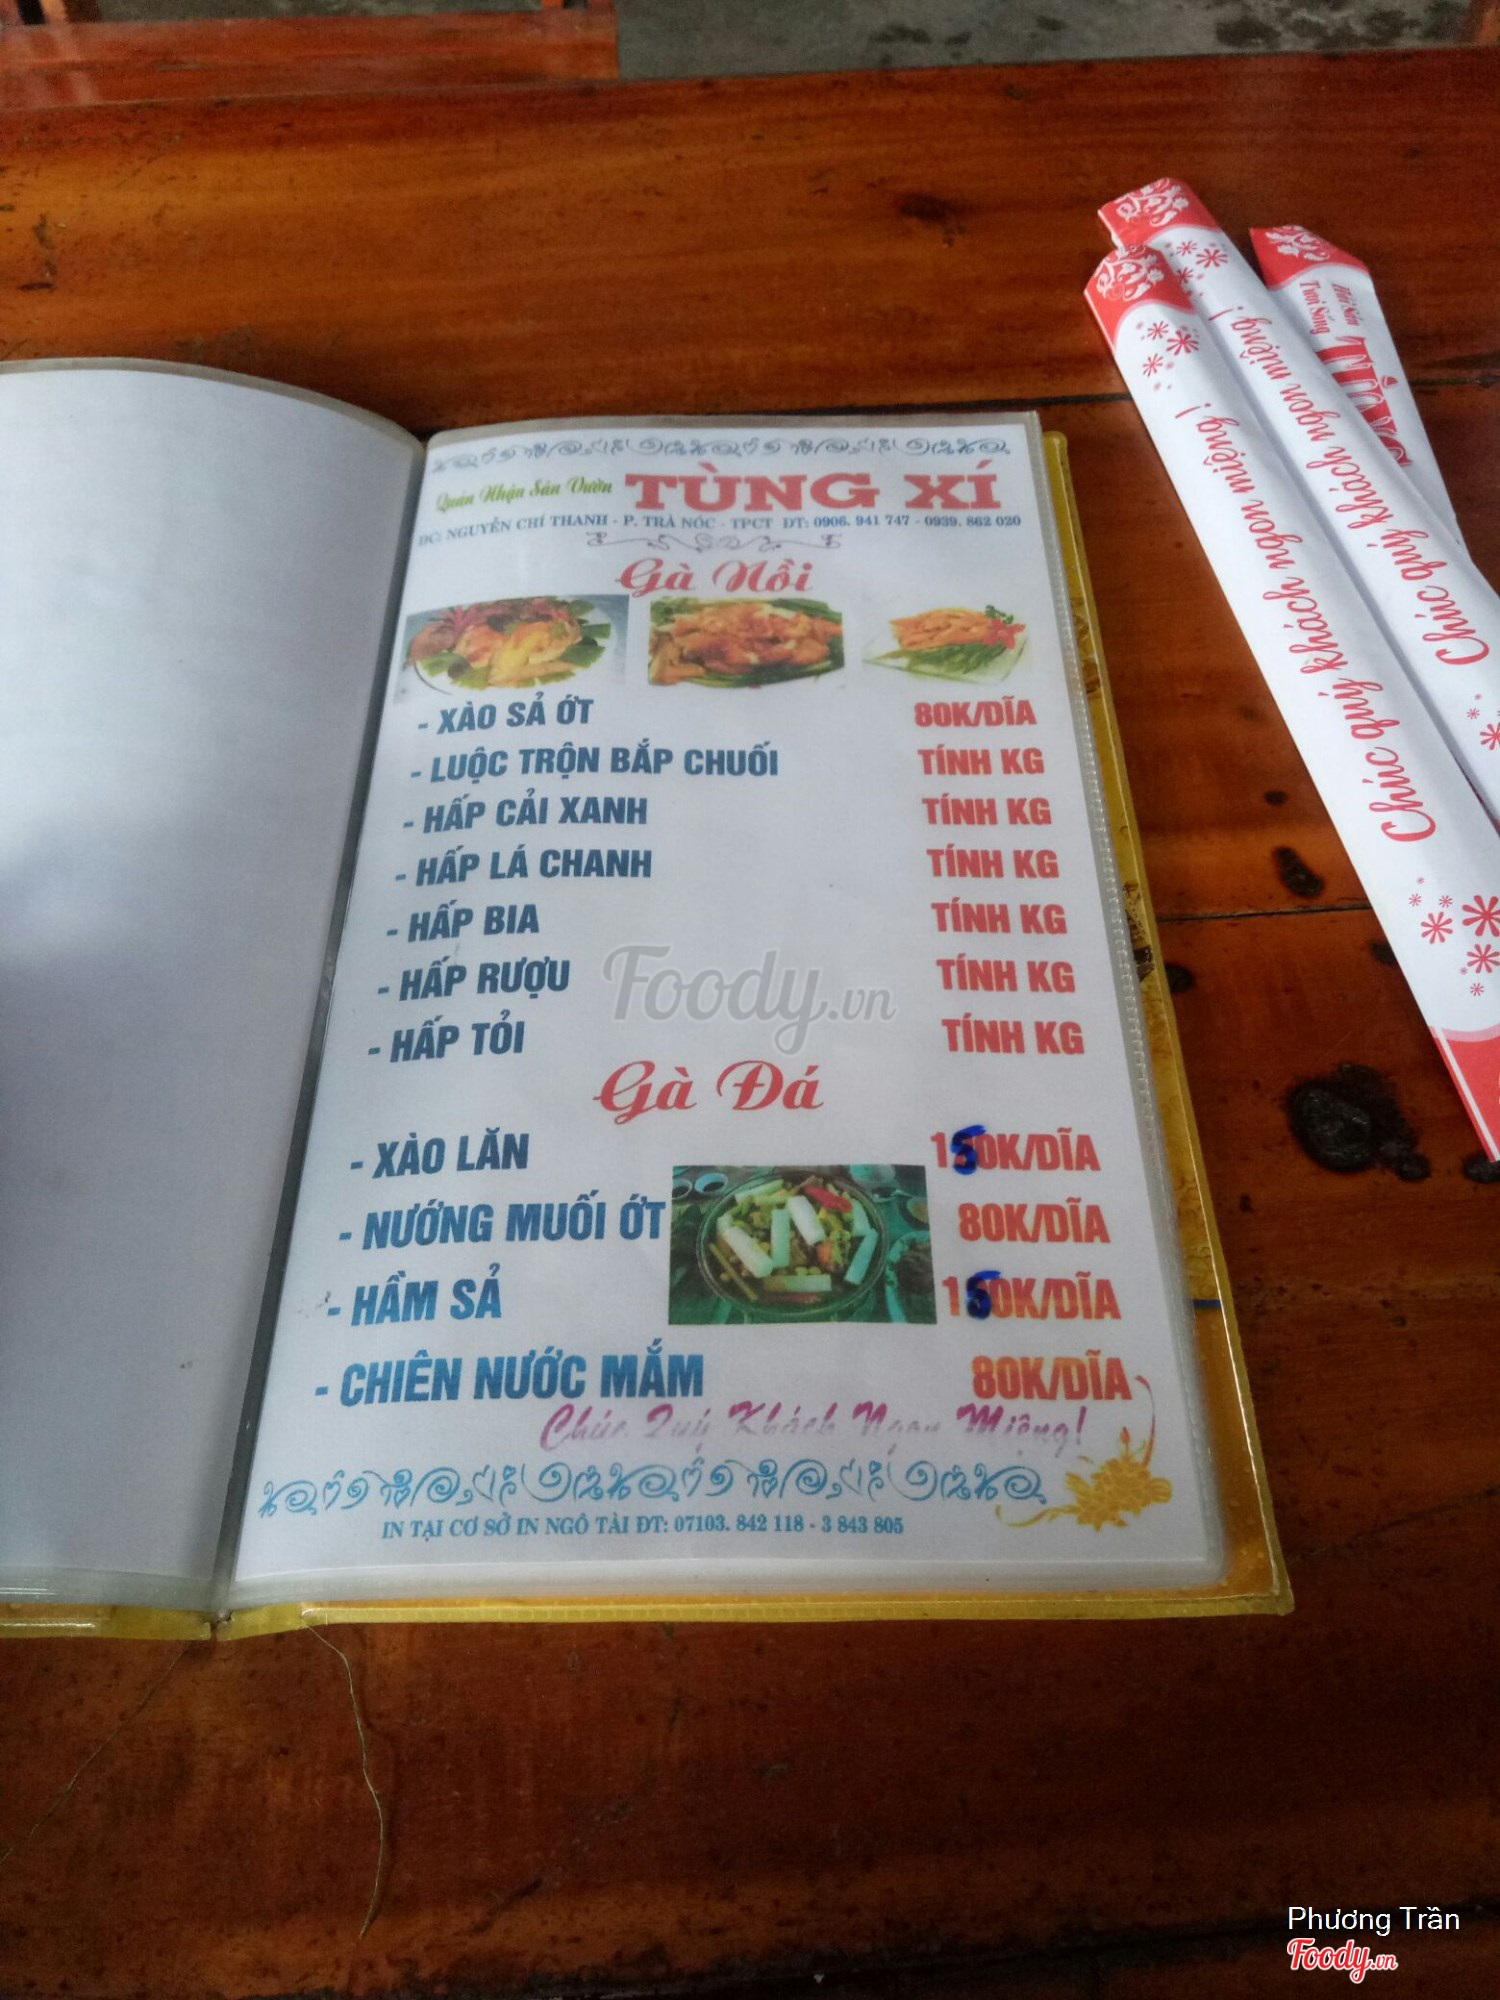 Quán Nhậu Sân Vườn TÙNG XÍ
ĐC: NGUYỄN CHÍ THANH - P. TRÀ NÓC - TPCT ĐT: 0906. 941 747 - 0939. 862 020
Gà Nồi
- XÀO SẢ ỚT 80K/DĨA
- LUỘC TRỘN BẮP CHUỐI TÍNH KG
- HẤP CẢI XANH TÍNH KG
- HẤP LÁ CHANH TÍNH KG
- HẤP BIA TÍNH KG
- HẤP RƯỢU TÍNH KG
- HẤP TỎI TÍNH KG
Gà Đá
- XÀO LĂN 150K/DĨA
- NƯỚNG MUỐI ỚT 80K/DĨA
- HẦM SẢ 150K/DĨA
- CHIÊN NƯỚC MẮM 80K/DĨA
Chúc Quý Khách Ngon Miệng!
IN TẠI CƠ SỞ IN NGÔ TÀI ĐT: 07103. 842 118 - 3 843 805
Foody.vn
Chúc quý khách ngon miệng!
Chúc quý khách ngon miệng!
Hải Sản
Tươi Sống
Phương Trần
Foody.vn